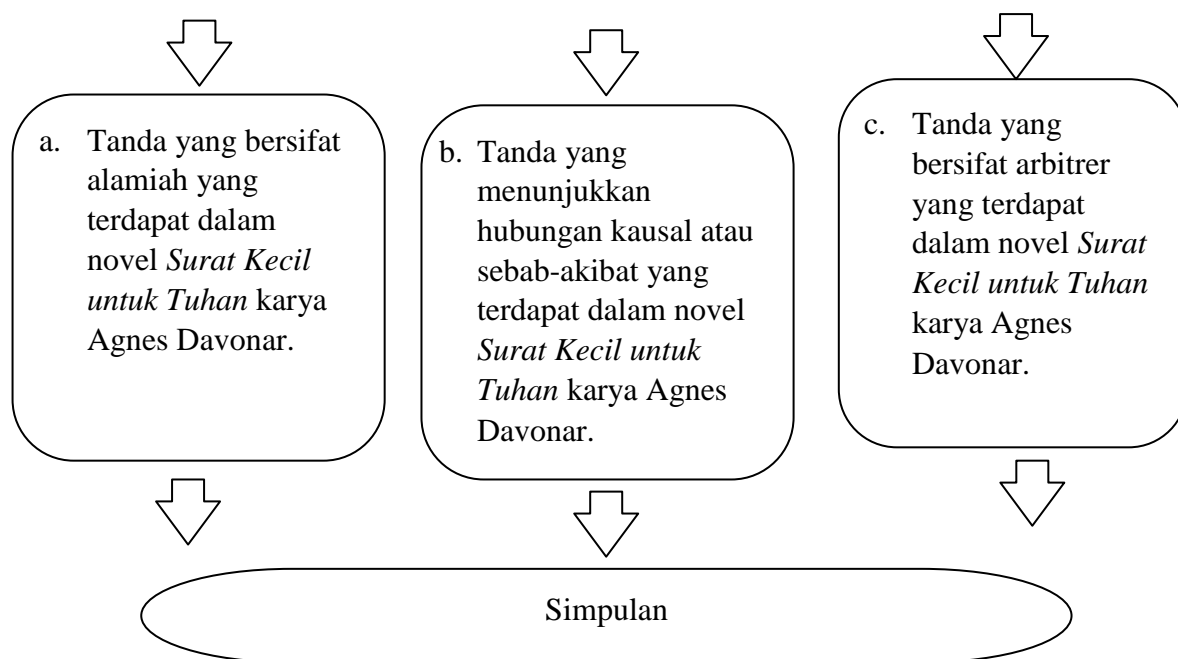 a. Tanda yang bersifat
alamiah yang
terdapat dalam
novel Surat Kecil
untuk Tuhan karya
Agnes Davonar.
b. Tanda yang
menunjukkan
hubungan kausal atau
sebab-akibat yang
terdapat dalam novel
Surat Kecil untuk
Tuhan karya Agnes
Davonar.
c. Tanda yang
bersifat arbitrer
yang terdapat
dalam novel Surat
Kecil untuk Tuhan
karya Agnes
Davonar.
Simpulan